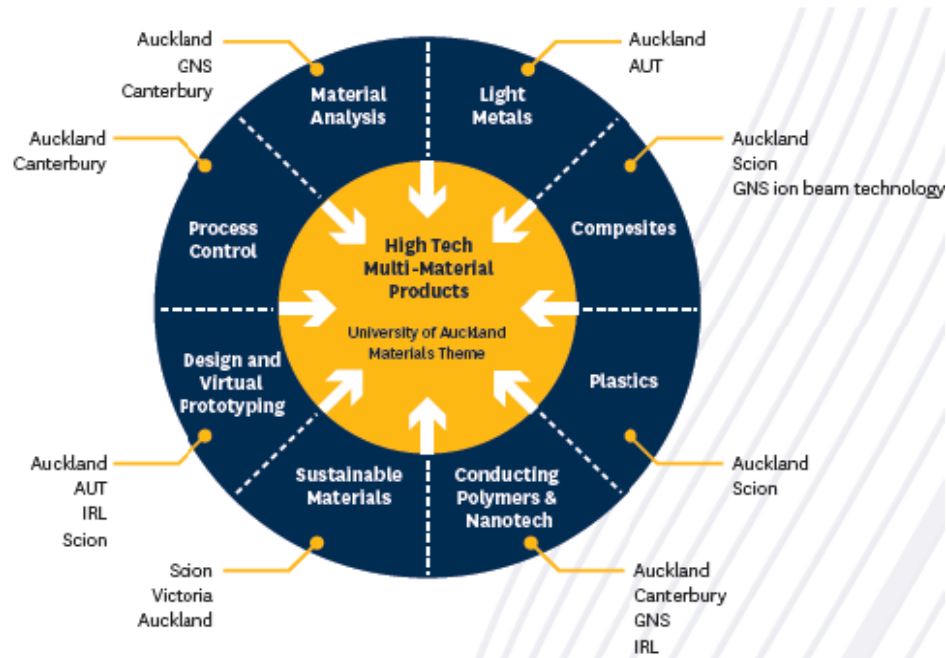 Auckland
GNS
Canterbury
Material
Analysis
Light
Metals
Auckland
AUT
Auckland
Canterbury
Process
Control
Composites
Auckland
Scion
GNS ion beam technology
High Tech
Multi-Material
Products
University of Auckland
Materials Theme
Design and
Virtual
Prototyping
Auckland
AUT
IRL
Scion
Plastics
Auckland
Scion
Sustainable
Materials
Scion
Victoria
Auckland
Conducting
Polymers &
Nanotech
Auckland
Canterbury
GNS
IRL